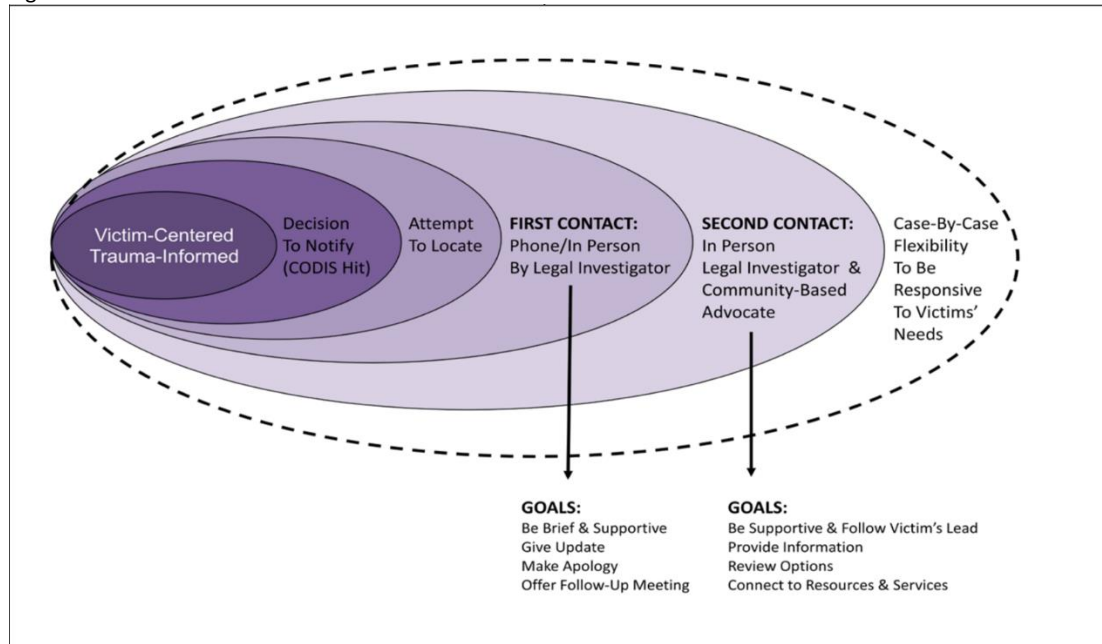 Victim-Centered
Trauma-Informed
Decision
To Notify
(CODIS Hit)
Attempt
To Locate
FIRST CONTACT:
Phone/In Person
By Legal Investigator
SECOND CONTACT:
In Person
Legal Investigator &
Community-Based
Advocate
Case-By-Case
Flexibility
To Be
Responsive
To Victims’
Needs
GOALS:
Be Brief & Supportive
Give Update
Make Apology
Offer Follow-Up Meeting
GOALS:
Be Supportive & Follow Victim’s Lead
Provide Information
Review Options
Connect to Resources & Services